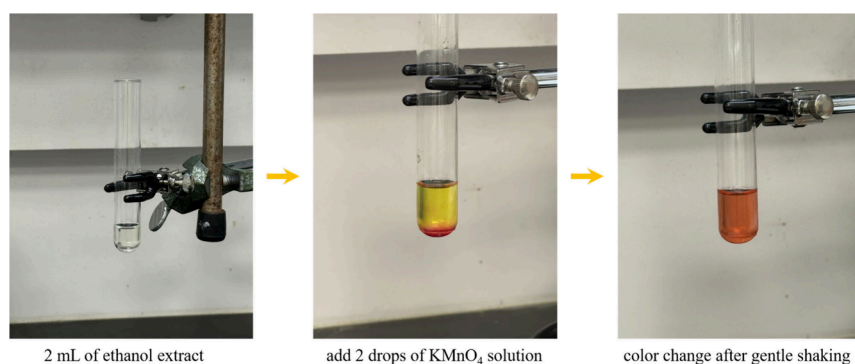 2 mL of ethanol extract
add 2 drops of KMnO₄ solution
color change after gentle shaking